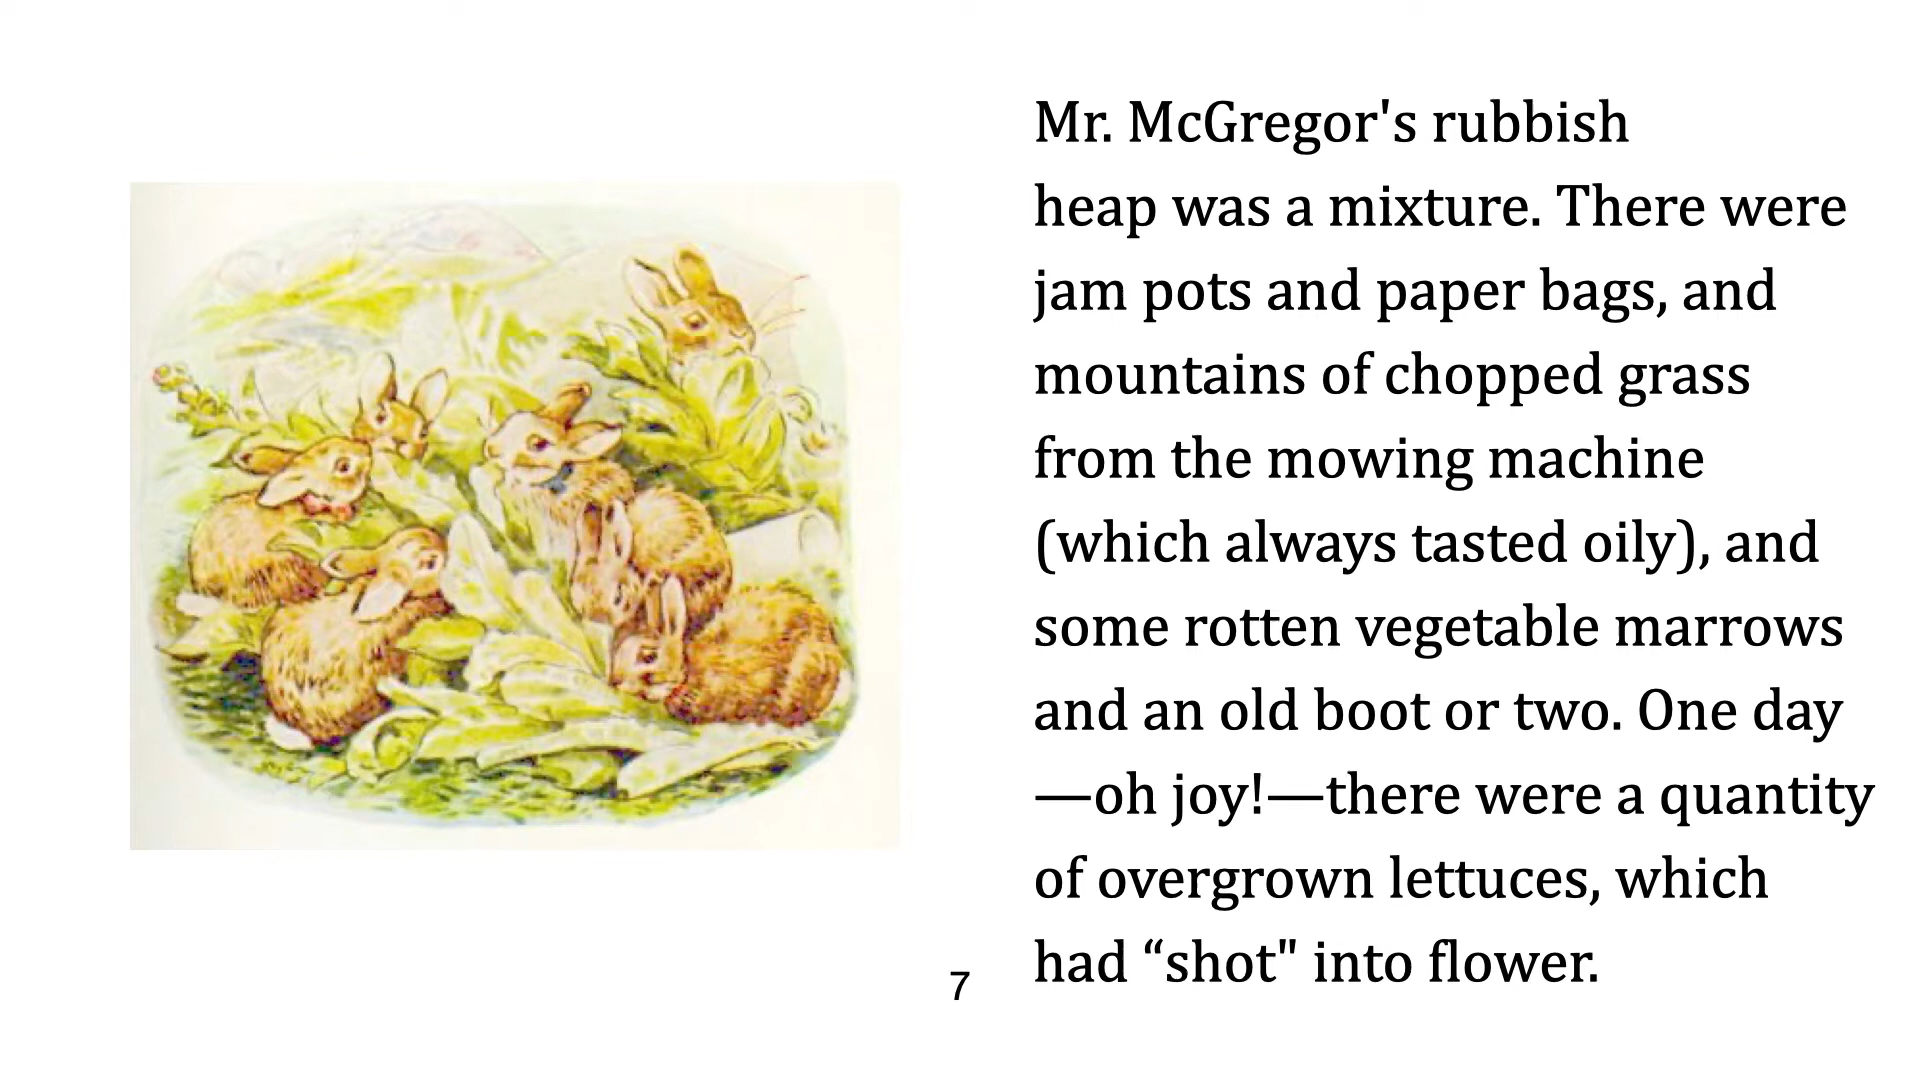 Mr. McGregor's rubbish
heap was a mixture. There were
jam pots and paper bags, and
mountains of chopped grass
from the mowing machine
(which always tasted oily), and
some rotten vegetable marrows
and an old boot or two. One day
—oh joy!—there were a quantity
of overgrown lettuces, which
had “shot" into flower.
7